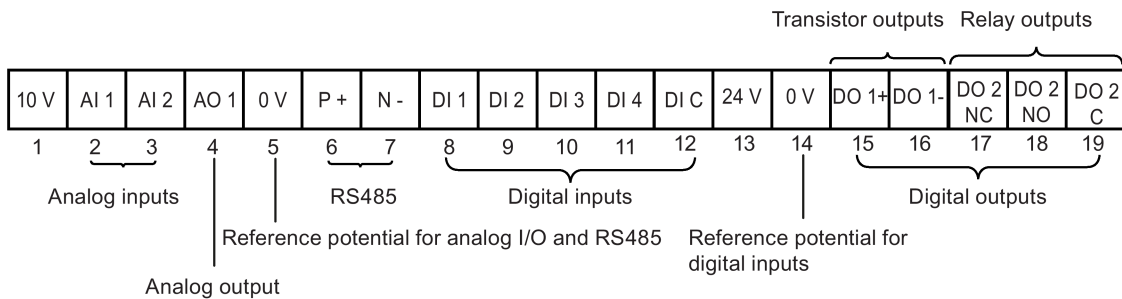 Transistor outputs Relay outputs
10 V AI 1 AI 2 AO 1 0 V P + N - DI 1 DI 2 DI 3 DI 4 DI C 24 V 0 V DO 1+ DO 1- DO 2 NC DO 2 NO DO 2 C
1 2 3 4 5 6 7 8 9 10 11 12 13 14 15 16 17 18 19
Analog inputs RS485 Digital inputs Digital outputs
Reference potential for analog I/O and RS485 Reference potential for
digital inputs
Analog output